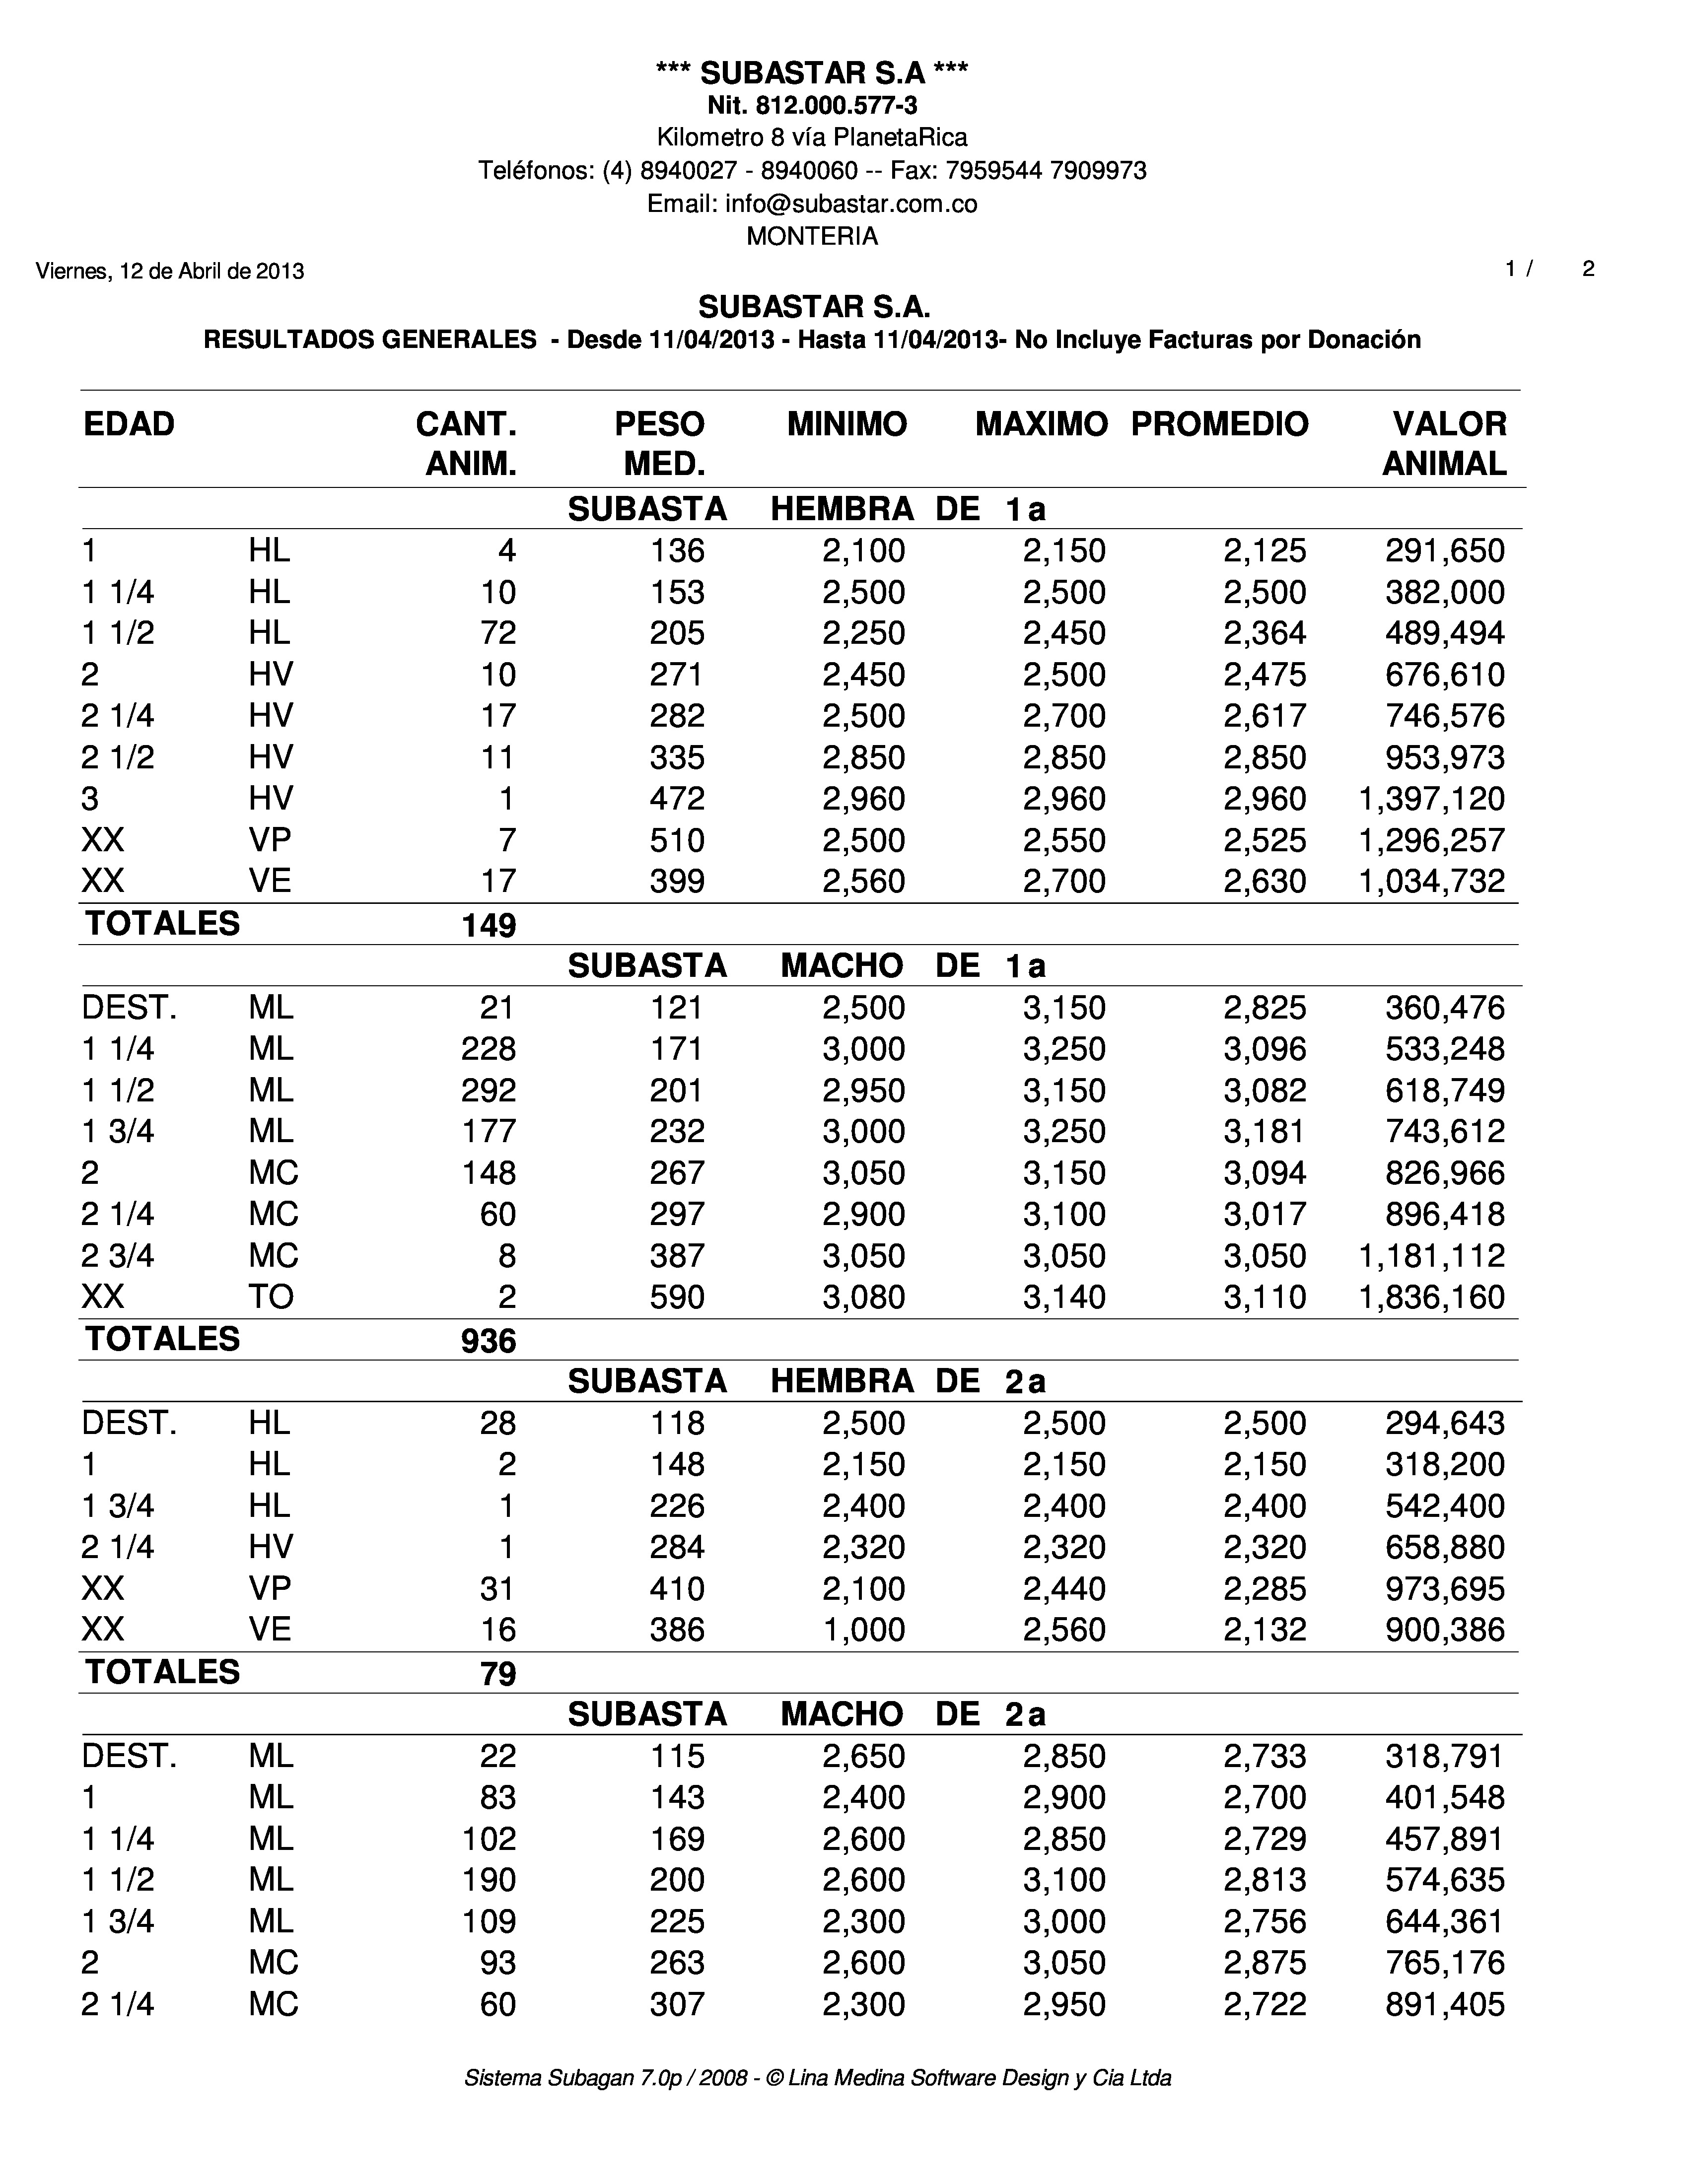 *** SUBASTAR S.A ***
Nit. 812.000.577-3
Kilometro 8 vía PlanetaRica
Teléfonos: (4) 8940027 - 8940060 -- Fax: 7959544 7909973
Email: info@subastar.com.co
MONTERIA
Viernes, 12 de Abril de 2013 1 / 2
SUBASTAR S.A.
RESULTADOS GENERALES - Desde 11/04/2013 - Hasta 11/04/2013- No Incluye Facturas por Donación
EDAD CANT. PESO MINIMO MAXIMO PROMEDIO VALOR
ANIM. MED. ANIMAL
SUBASTA HEMBRA DE 1a
1 HL 4 136 2,100 2,150 2,125 291,650
1 1/4 HL 10 153 2,500 2,500 2,500 382,000
1 1/2 HL 72 205 2,250 2,450 2,364 489,494
2 HV 10 271 2,450 2,500 2,475 676,610
2 1/4 HV 17 282 2,500 2,700 2,617 746,576
2 1/2 HV 11 335 2,850 2,850 2,850 953,973
3 HV 1 472 2,960 2,960 2,960 1,397,120
XX VP 7 510 2,500 2,550 2,525 1,296,257
XX VE 17 399 2,560 2,700 2,630 1,034,732
TOTALES 149
SUBASTA MACHO DE 1a
DEST. ML 21 121 2,500 3,150 2,825 360,476
1 1/4 ML 228 171 3,000 3,250 3,096 533,248
1 1/2 ML 292 201 2,950 3,150 3,082 618,749
1 3/4 ML 177 232 3,000 3,250 3,181 743,612
2 MC 148 267 3,050 3,150 3,094 826,966
2 1/4 MC 60 297 2,900 3,100 3,017 896,418
2 3/4 MC 8 387 3,050 3,050 3,050 1,181,112
XX TO 2 590 3,080 3,140 3,110 1,836,160
TOTALES 936
SUBASTA HEMBRA DE 2a
DEST. HL 28 118 2,500 2,500 2,500 294,643
1 HL 2 148 2,150 2,150 2,150 318,200
1 3/4 HL 1 226 2,400 2,400 2,400 542,400
2 1/4 HV 1 284 2,320 2,320 2,320 658,880
XX VP 31 410 2,100 2,440 2,285 973,695
XX VE 16 386 1,000 2,560 2,132 900,386
TOTALES 79
SUBASTA MACHO DE 2a
DEST. ML 22 115 2,650 2,850 2,733 318,791
1 ML 83 143 2,400 2,900 2,700 401,548
1 1/4 ML 102 169 2,600 2,850 2,729 457,891
1 1/2 ML 190 200 2,600 3,100 2,813 574,635
1 3/4 ML 109 225 2,300 3,000 2,756 644,361
2 MC 93 263 2,600 3,050 2,875 765,176
2 1/4 MC 60 307 2,300 2,950 2,722 891,405
Sistema Subagan 7.0p / 2008 - © Lina Medina Software Design y Cia Ltda